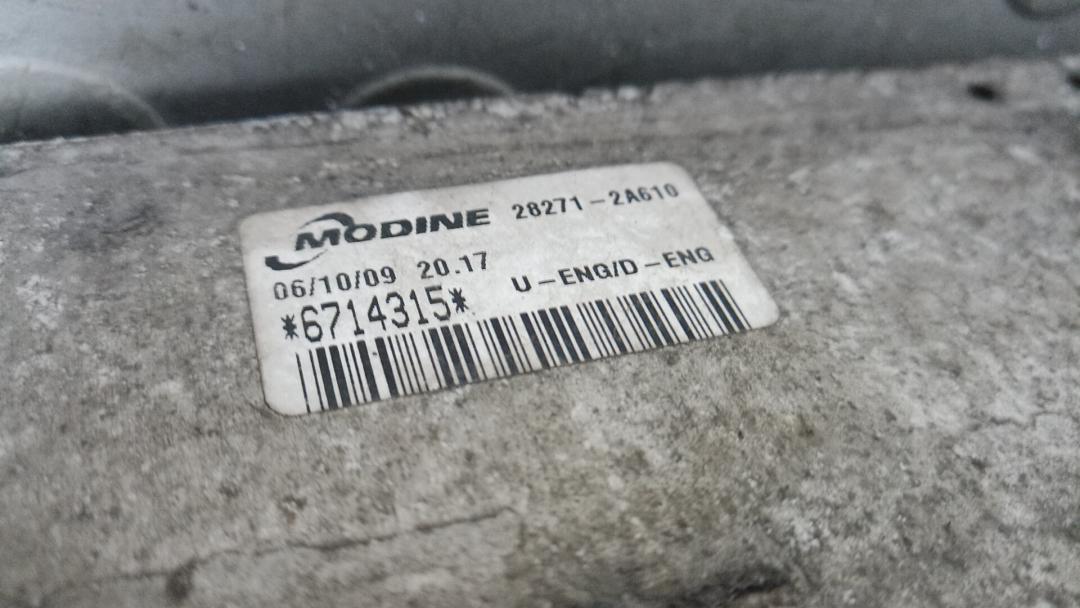 MODINE 28271-2A610
06/10/09 20.17
U-ENG/D-ENG
*6714315*